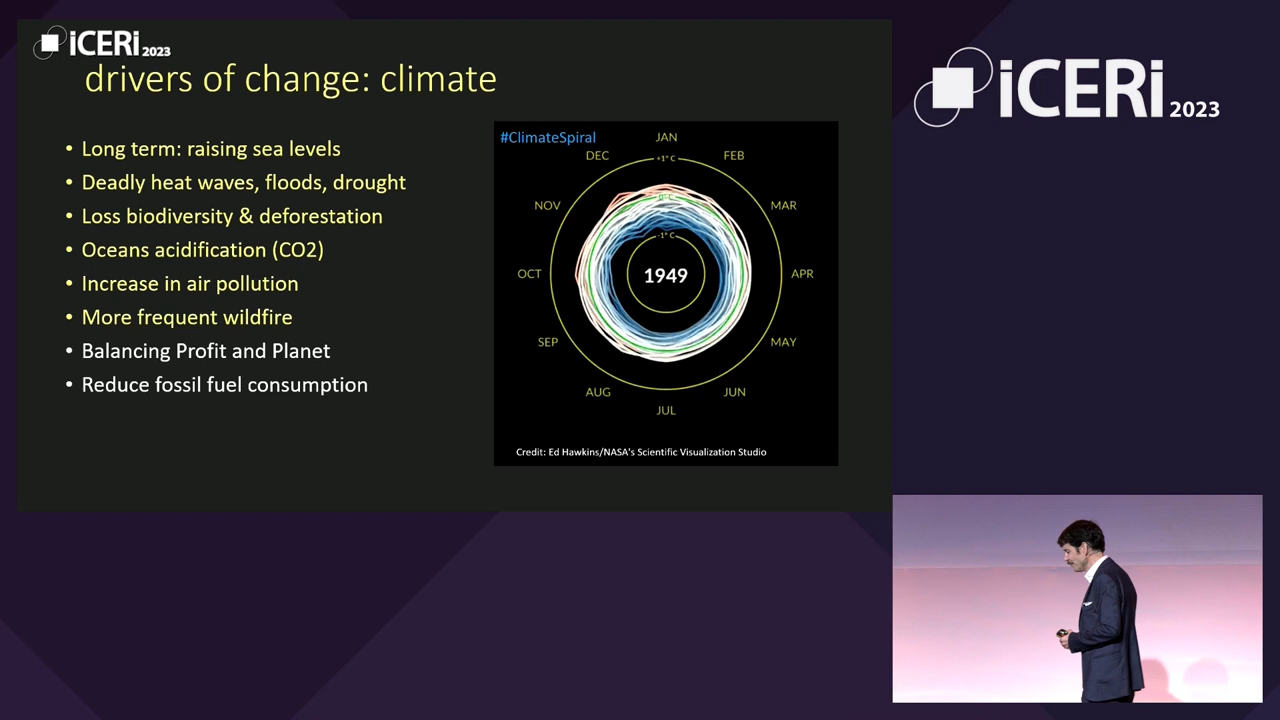 iCERi 2023
drivers of change: climate
• Long term: raising sea levels
• Deadly heat waves, floods, drought
• Loss biodiversity & deforestation
• Oceans acidification (CO2)
• Increase in air pollution
• More frequent wildfire
• Balancing Profit and Planet
• Reduce fossil fuel consumption
#ClimateSpiral
JAN
FEB
MAR
APR
MAY
JUN
JUL
AUG
SEP
OCT
NOV
DEC
+1° C
-1° C
1949
Credit: Ed Hawkins/NASA's Scientific Visualization Studio
iCERi 2023